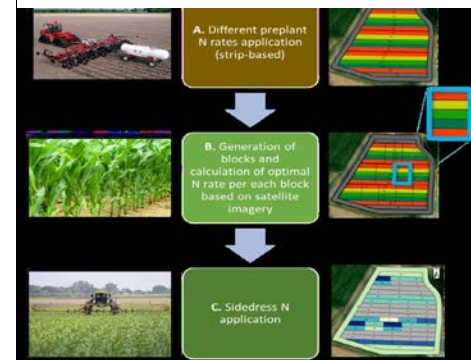 A. Different preplant
N rates application
(strip-based)
B. Generation of
blocks and
calculation of optimal
N rate per each block
based on satellite
imagery
C. Sidedress N
application